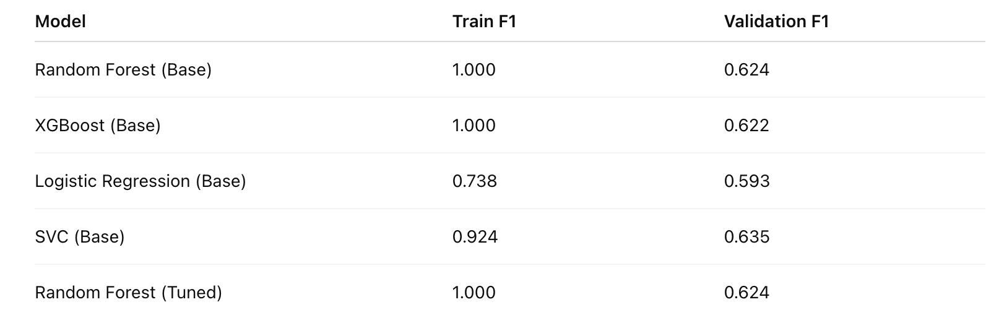 Model Train F1 Validation F1
Random Forest (Base) 1.000 0.624
XGBoost (Base) 1.000 0.622
Logistic Regression (Base) 0.738 0.593
SVC (Base) 0.924 0.635
Random Forest (Tuned) 1.000 0.624